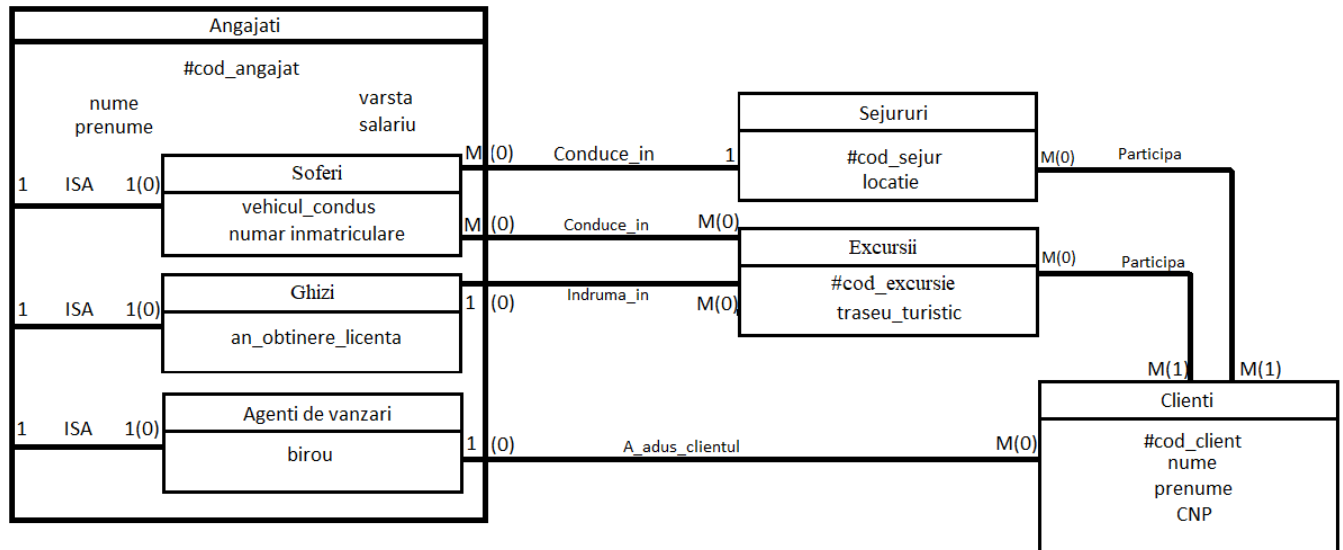 Angajati
#cod_angajat
nume
prenume
varsta
salariu
1 ISA 1(0)
Soferi
vehicul_condus
numar inmatriculare
M (0) Conduce_in 1
M (0) Conduce_in M(0)
Sejururi
#cod_sejur
locatie
M(0) Participa
Excursii
#cod_excursie
traseu_turistic
M(0) Participa
1 ISA 1(0)
Ghizi
an_obtinere_licenta
1 (0) Indruma_in M(0)
1 ISA 1(0)
Agenti de vanzari
birou
1 (0) A_adus_clientul M(0)
M(1) M(1)
Clienti
#cod_client
nume
prenume
CNP